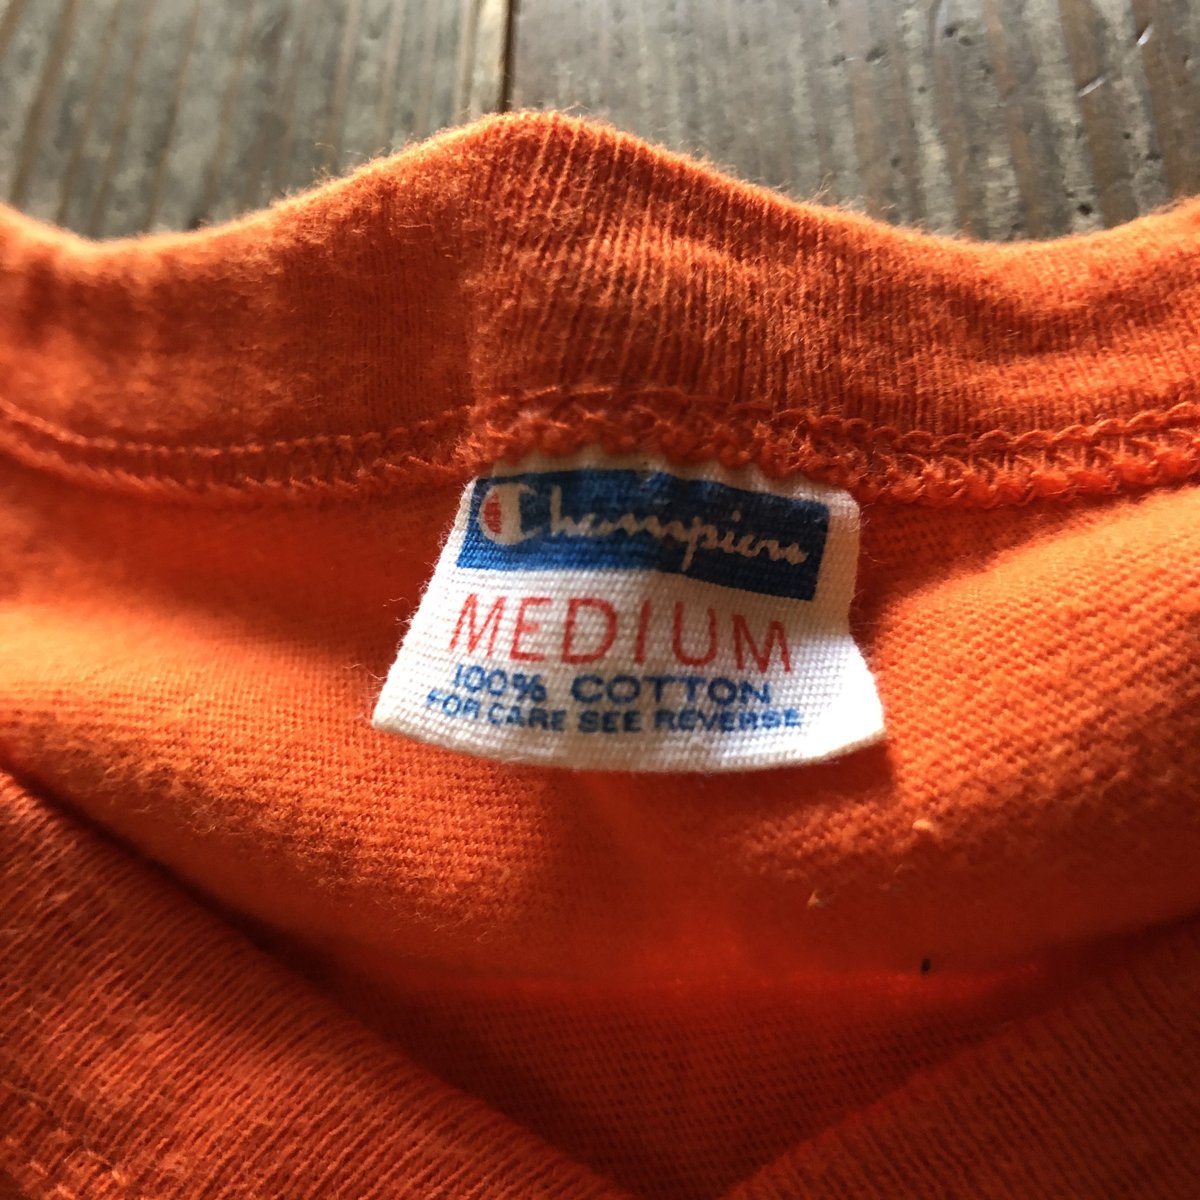 Champion
MEDIUM
100% COTTON
FOR CARE SEE REVERSE